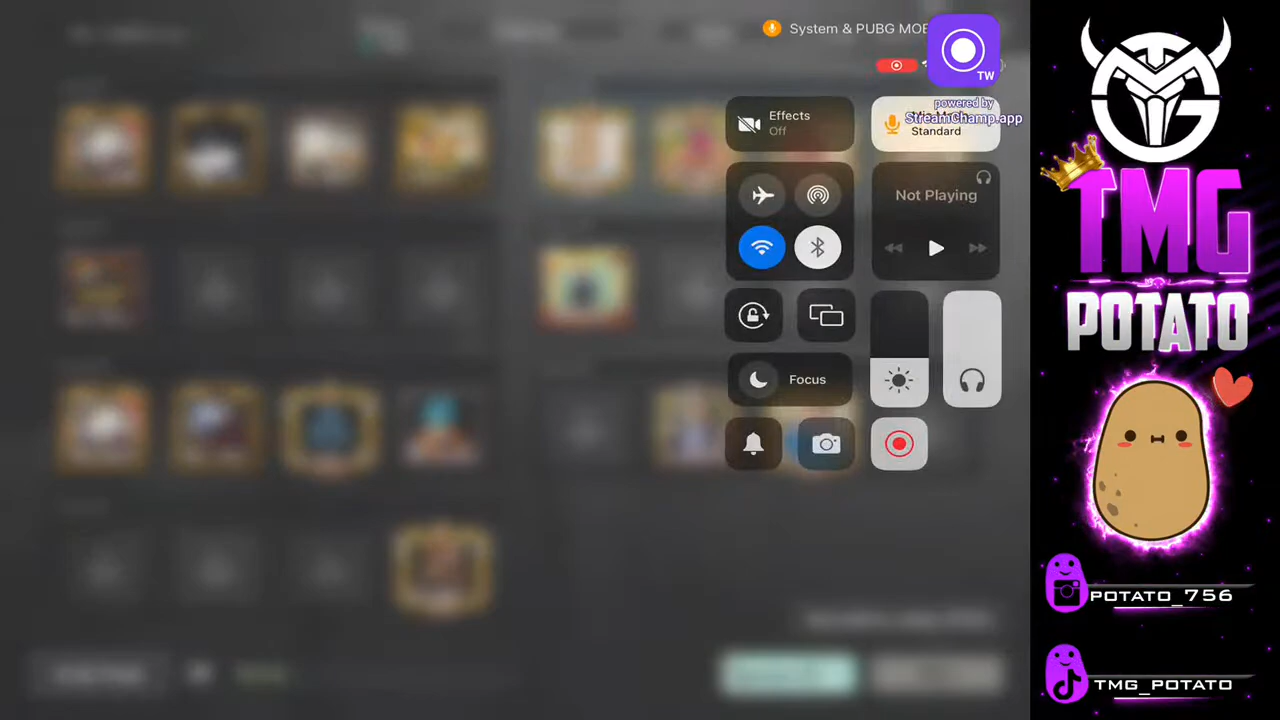 System & PUBG MOB
TW
powered by
StreamChamp.app
Effects
Off
Standard
Not Playing
Focus
TMG
POTATO
POTATO_756
TMG_POTATO